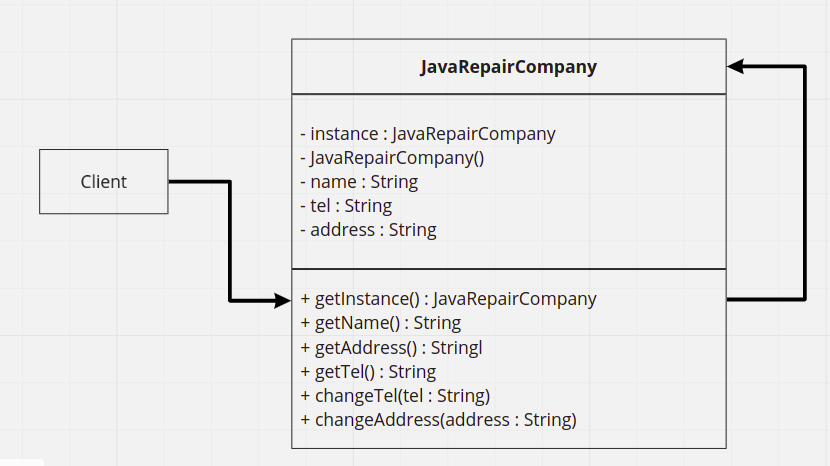 JavaRepairCompany
- instance : JavaRepairCompany
- JavaRepairCompany()
- name : String
- tel : String
- address : String
Client
+ getInstance() : JavaRepairCompany
+ getName() : String
+ getAddress() : Stringl
+ getTel() : String
+ changeTel(tel : String)
+ changeAddress(address : String)